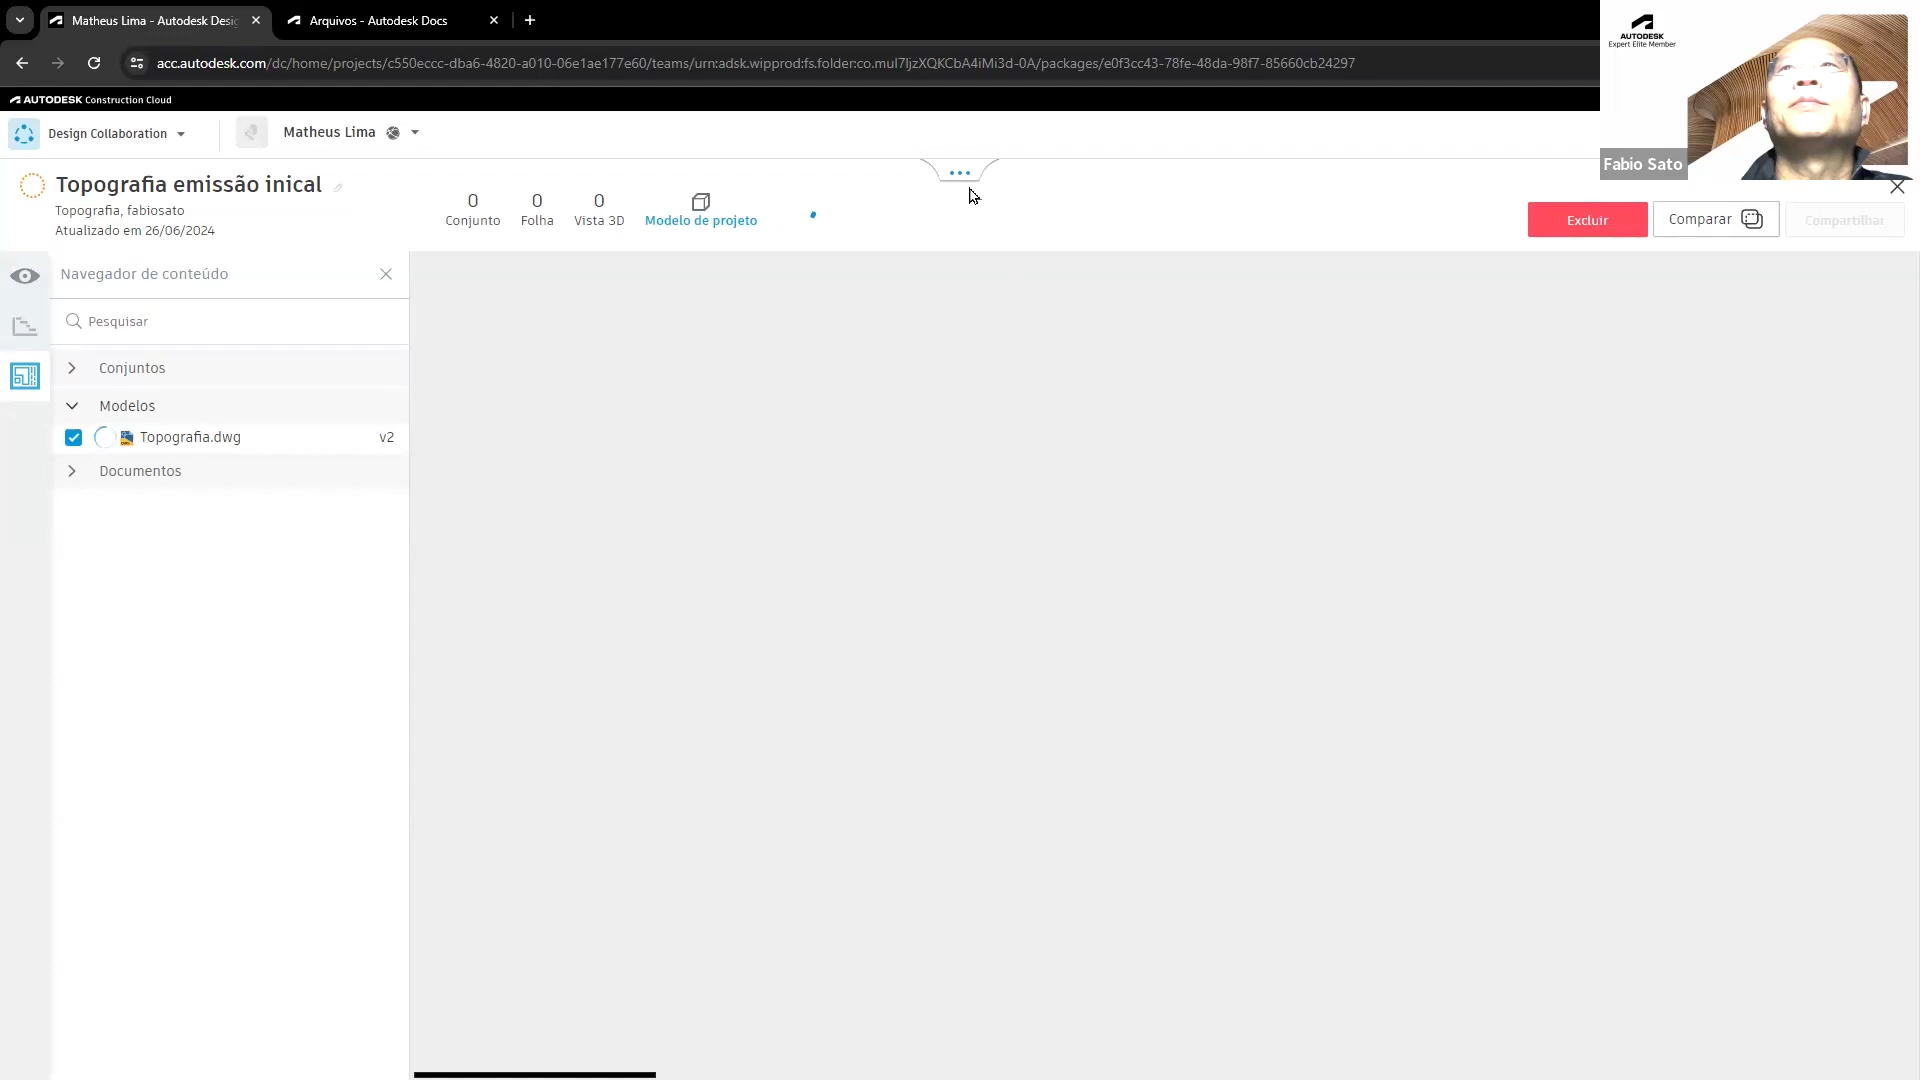 Matheus Lima - Autodesk Desig
Arquivos - Autodesk Docs
acc.autodesk.com/dc/home/projects/c550eccc-dba6-4820-a010-06e1ae177e60/teams/urn:adsk.wipprod:fs.folder:co.mul7ljzXQKCbA4iMi3d-0A/packages/e0f3cc43-78fe-48da-98f7-85660cb24297
AUTODESK
Expert Elite Member
AUTODESK Construction Cloud
Design Collaboration
Matheus Lima
Fabio Sato
Topografia emissão inical
Topografia, fabiosato
Atualizado em 26/06/2024
0
Conjunto
0
Folha
0
Vista 3D
Modelo de projeto
Excluir
Comparar
Compartilhar
Navegador de conteúdo
Pesquisar
Conjuntos
Modelos
Topografia.dwg
v2
Documentos